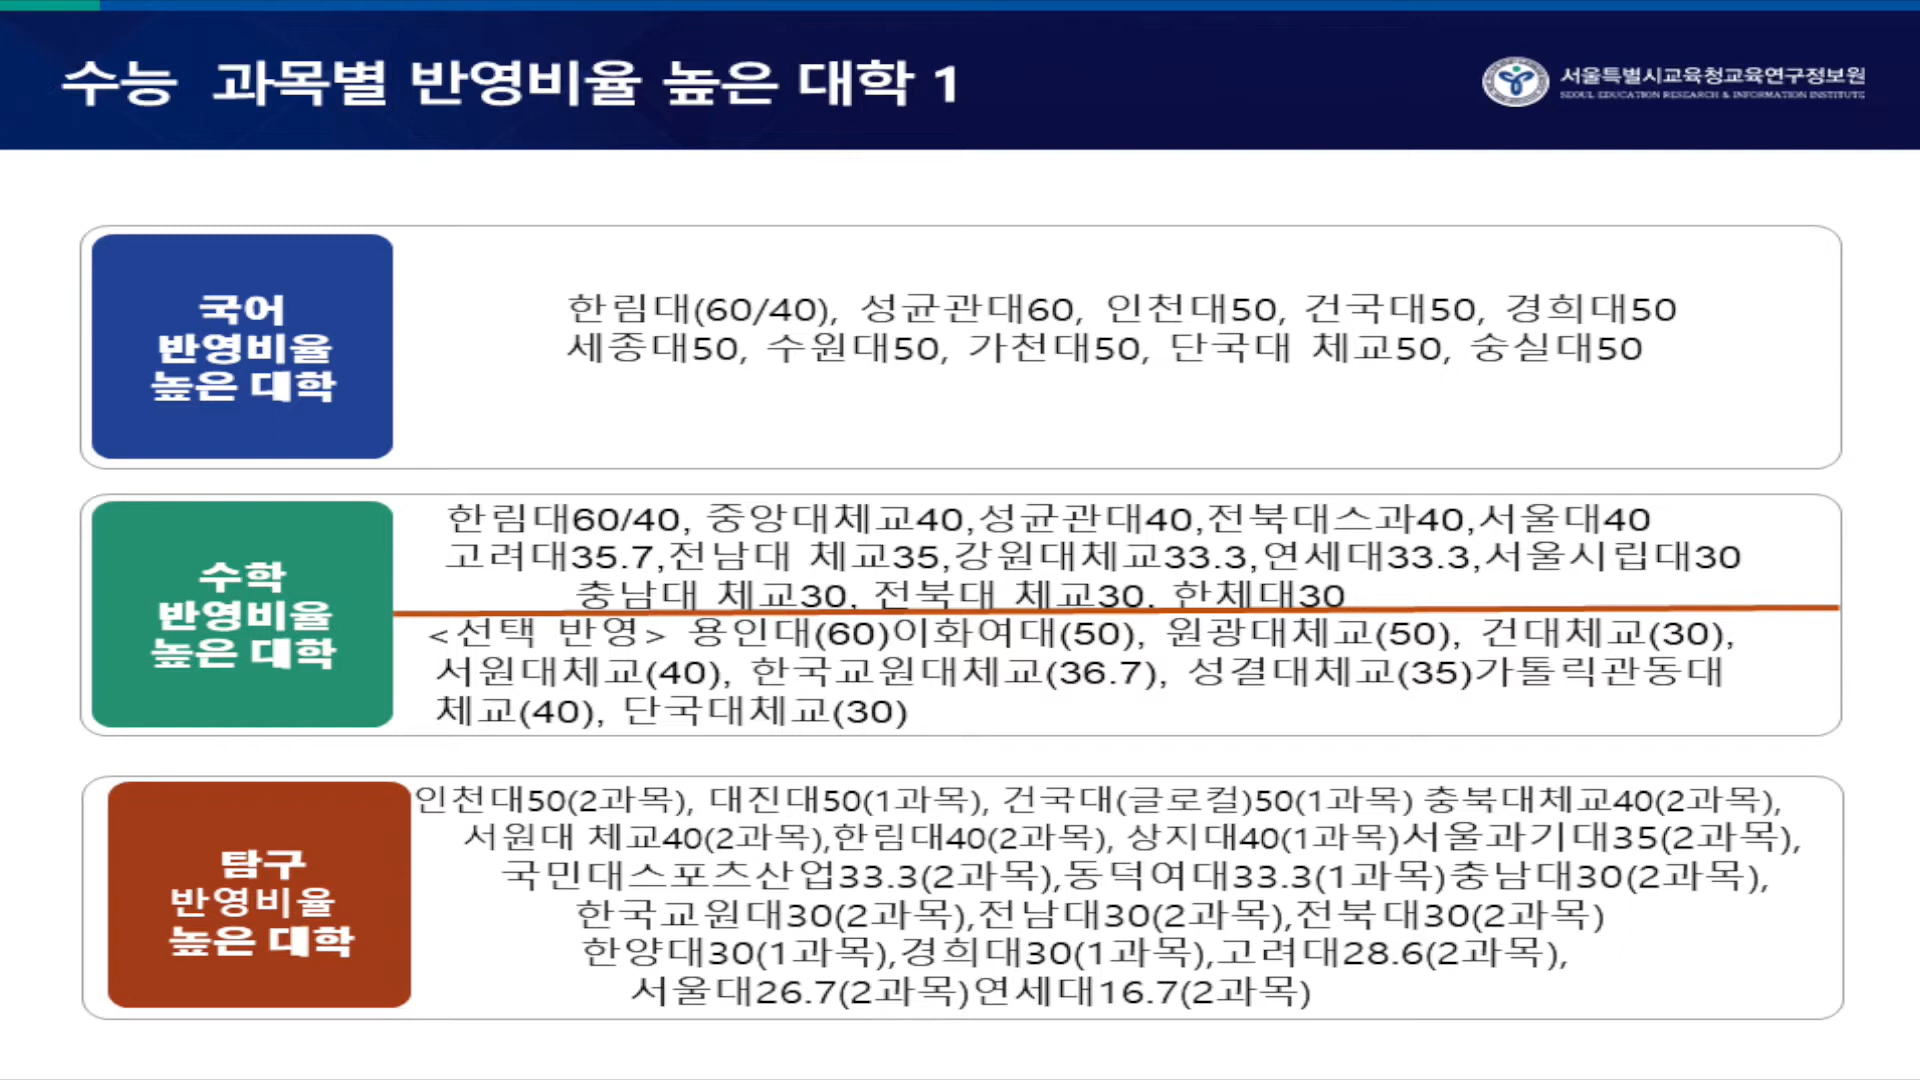 수능 과목별 반영비율 높은 대학 1
서울특별시교육청교육연구정보원
SEOUL EDUCATION RESEARCH & INFORMATION INSTITUTE
국어
반영비율
높은 대학
한림대(60/40), 성균관대60, 인천대50, 건국대50, 경희대50
세종대50, 수원대50, 가천대50, 단국대 체교50, 숭실대50
수학
반영비율
높은 대학
한림대60/40, 중앙대체교40,성균관대40,전북대스과40,서울대40
고려대35.7,전남대 체교35,강원대체교33.3,연세대33.3,서울시립대30
충남대 체교30, 전북대 체교30, 한체대30
<선택 반영> 용인대(60)이화여대(50), 원광대체교(50), 건대체교(30),
서원대체교(40), 한국교원대체교(36.7), 성결대체교(35)가톨릭관동대
체교(40), 단국대체교(30)
탐구
반영비율
높은 대학
인천대50(2과목), 대진대50(1과목), 건국대(글로컬)50(1과목) 충북대체교40(2과목),
서원대 체교40(2과목),한림대40(2과목), 상지대40(1과목)서울과기대35(2과목),
국민대스포츠산업33.3(2과목),동덕여대33.3(1과목)충남대30(2과목),
한국교원대30(2과목),전남대30(2과목),전북대30(2과목)
한양대30(1과목),경희대30(1과목),고려대28.6(2과목),
서울대26.7(2과목)연세대16.7(2과목)